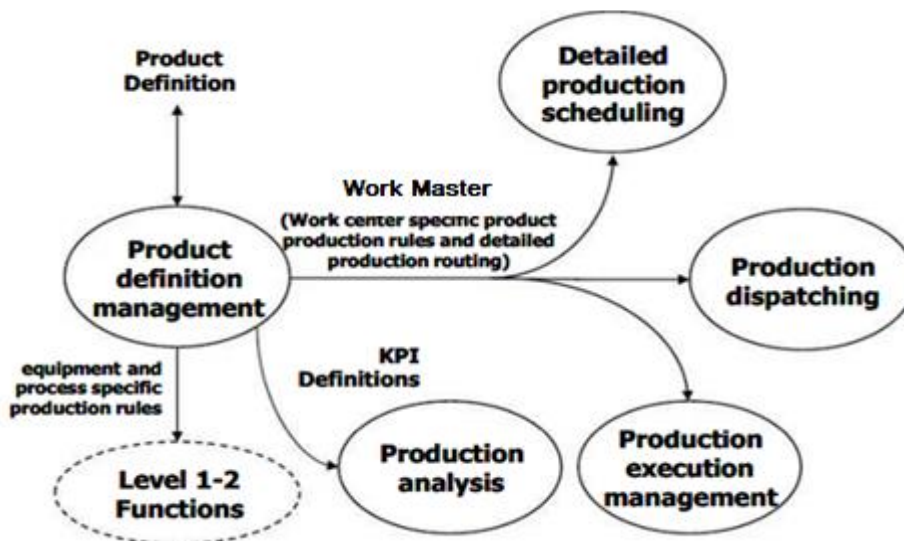 Product
Definition
Detailed
production
scheduling
Work Master
(Work center specific product
production rules and detailed
production routing)
Product
definition
management
Production
dispatching
equipment and
process specific
production rules
KPI
Definitions
Level 1-2
Functions
Production
analysis
Production
execution
management